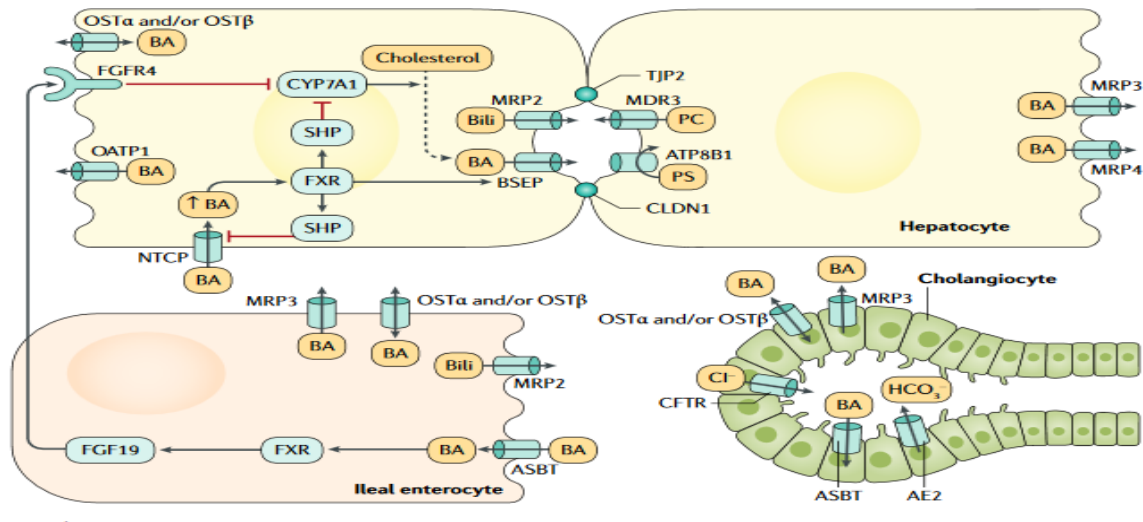 OSTα and/or OSTβ
BA
FGFR4
CYP7A1
Cholesterol
SHP
OATP1
BA
FXR
↑ BA
SHP
NTCP
BA
TJP2
MRP2
MDR3
Bili
PC
BA
ATP8B1
BSEP
PS
CLDN1
BA
MRP3
BA
MRP4
Hepatocyte
MRP3
BA
OSTα and/or OSTβ
BA
Bili
MRP2
FGF19
FXR
BA
BA
ASBT
Ileal enterocyte
BA
BA
Cholangiocyte
MRP3
OSTα and/or OSTβ
Cl⁻
CFTR
BA
HCO₃⁻
ASBT
AE2